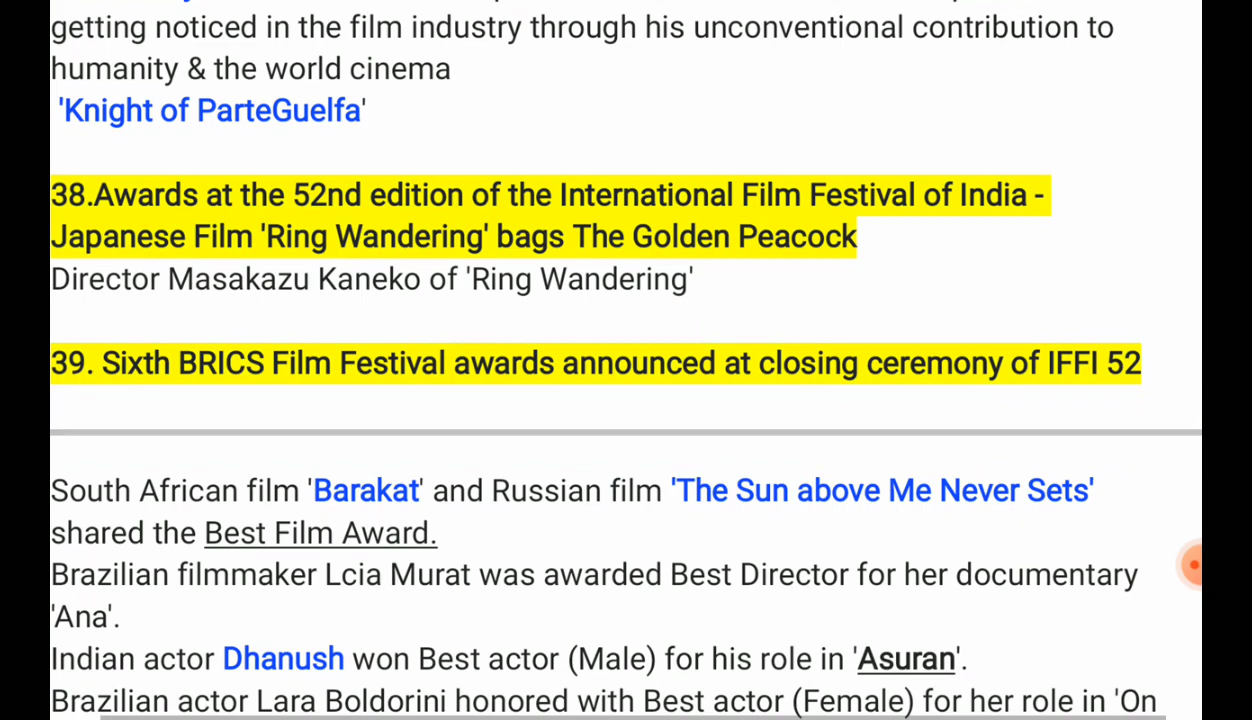 getting noticed in the film industry through his unconventional contribution to
humanity & the world cinema
'Knight of ParteGuelfa'
38.Awards at the 52nd edition of the International Film Festival of India -
Japanese Film 'Ring Wandering' bags The Golden Peacock
Director Masakazu Kaneko of 'Ring Wandering'
39. Sixth BRICS Film Festival awards announced at closing ceremony of IFFI 52
South African film 'Barakat' and Russian film 'The Sun above Me Never Sets'
shared the Best Film Award.
Brazilian filmmaker Lcia Murat was awarded Best Director for her documentary
'Ana'.
Indian actor Dhanush won Best actor (Male) for his role in 'Asuran'.
Brazilian actor Lara Boldorini honored with Best actor (Female) for her role in 'On